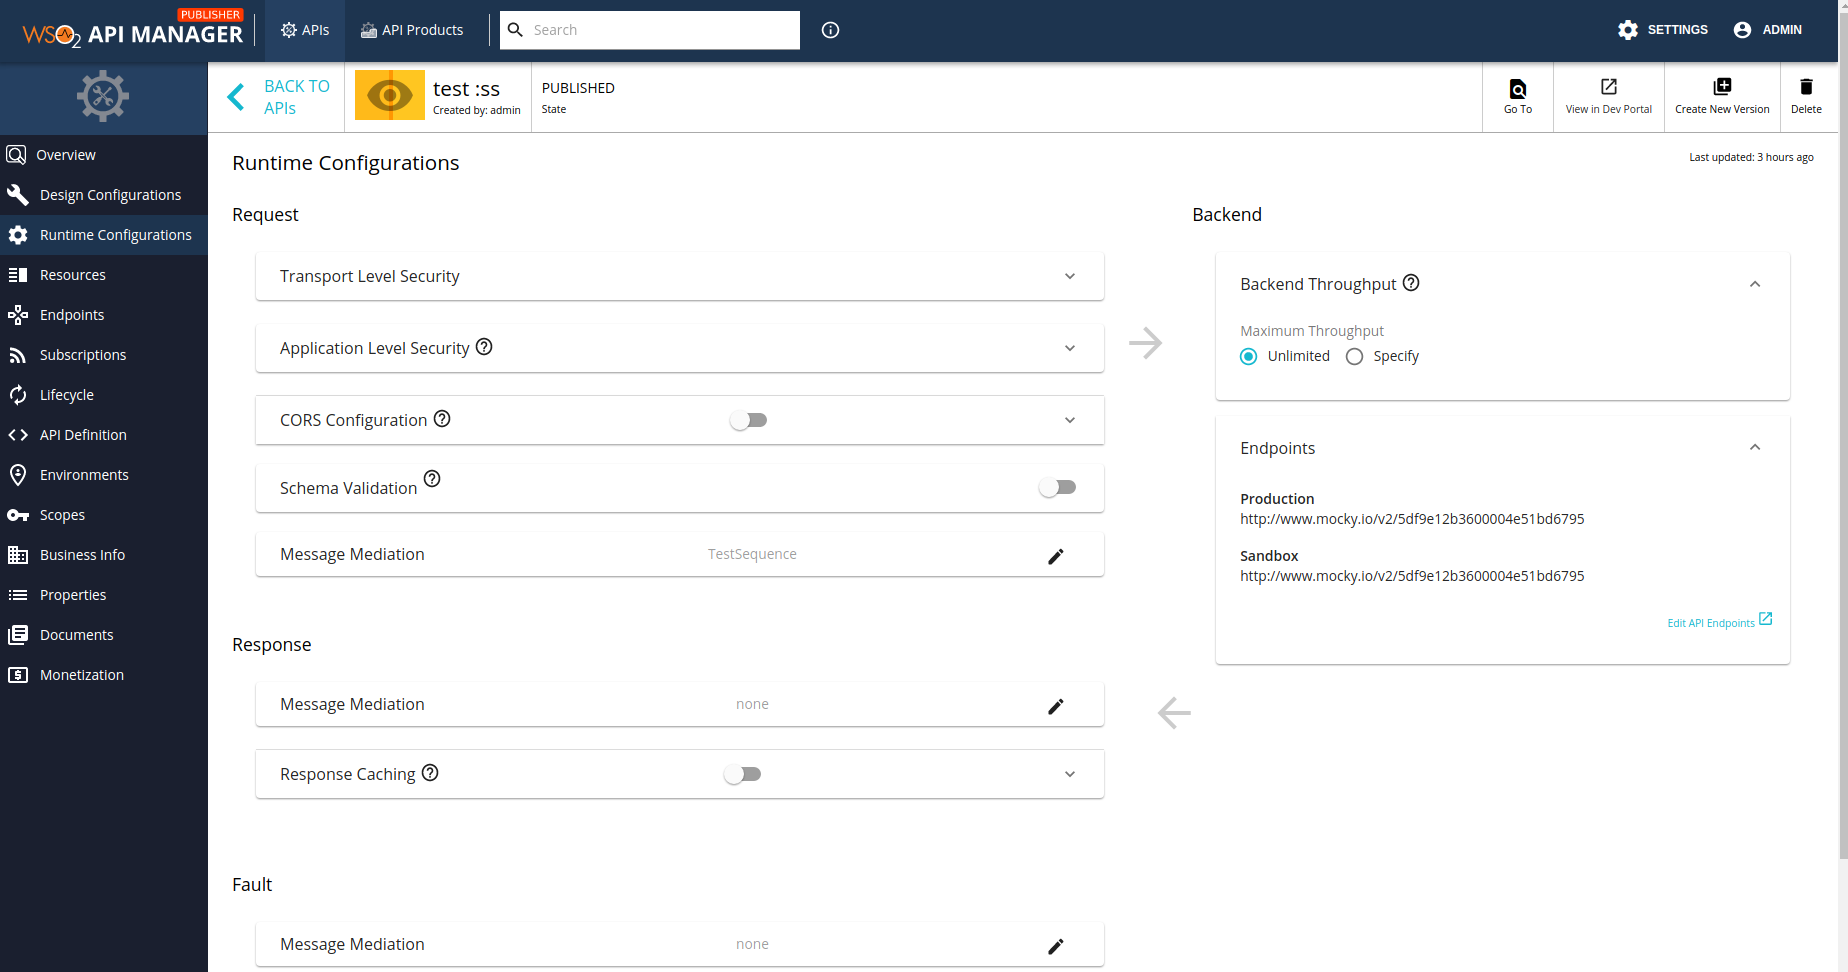 PUBLISHER
WSO2 API MANAGER
APIs
API Products
Search
SETTINGS
ADMIN
BACK TO
APIs
test :ss
Created by: admin
PUBLISHED
State
Go To
View in Dev Portal
Create New Version
Delete
Overview
Design Configurations
Runtime Configurations
Resources
Endpoints
Subscriptions
Lifecycle
API Definition
Environments
Scopes
Business Info
Properties
Documents
Monetization
Runtime Configurations
Last updated: 3 hours ago
Request
Transport Level Security
Application Level Security
CORS Configuration
Schema Validation
Message Mediation TestSequence
Response
Message Mediation none
Response Caching
Fault
Message Mediation none
Backend
Backend Throughput
Maximum Throughput
Unlimited Specify
Endpoints
Production
http://www.mocky.io/v2/5df9e12b3600004e51bd6795
Sandbox
http://www.mocky.io/v2/5df9e12b3600004e51bd6795
Edit API Endpoints